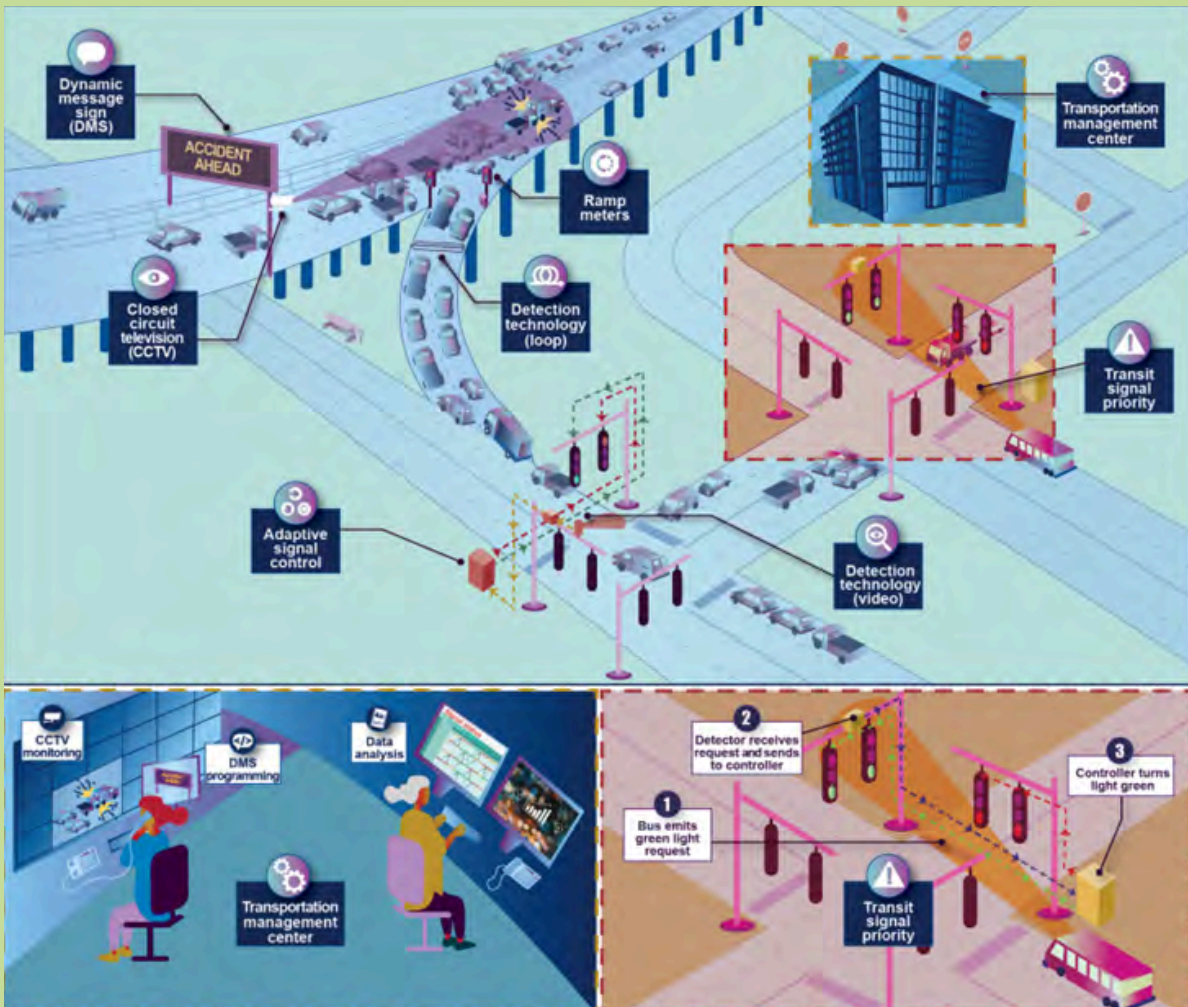 Dynamic
message
sign
(DMS)
ACCIDENT
AHEAD
Transportation
management
center
Ramp
meters
Closed
circuit
television
(CCTV)
Detection
technology
(loop)
Transit
signal
priority
Adaptive
signal
control
Detection
technology
(video)
CCTV
monitoring
DMS
programming
ACCIDENT
AHEAD
Data
analysis
Transportation
management
center
2
Detector receives
request and sends
to controller
3
Controller turns
light green
1
Bus emits
green light
request
Transit
signal
priority